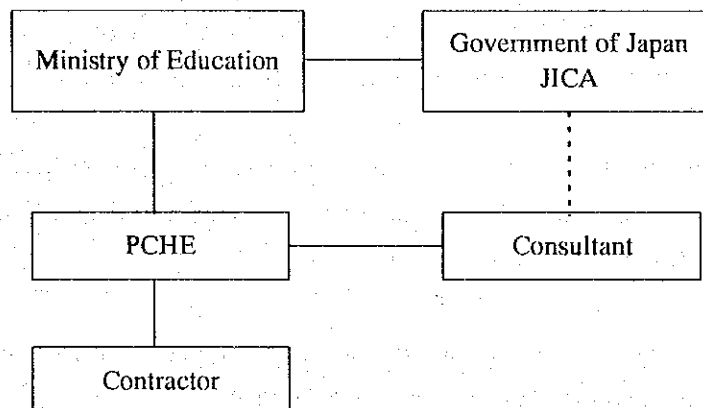 Ministry of Education
Government of Japan
JICA
PCHE
Consultant
Contractor